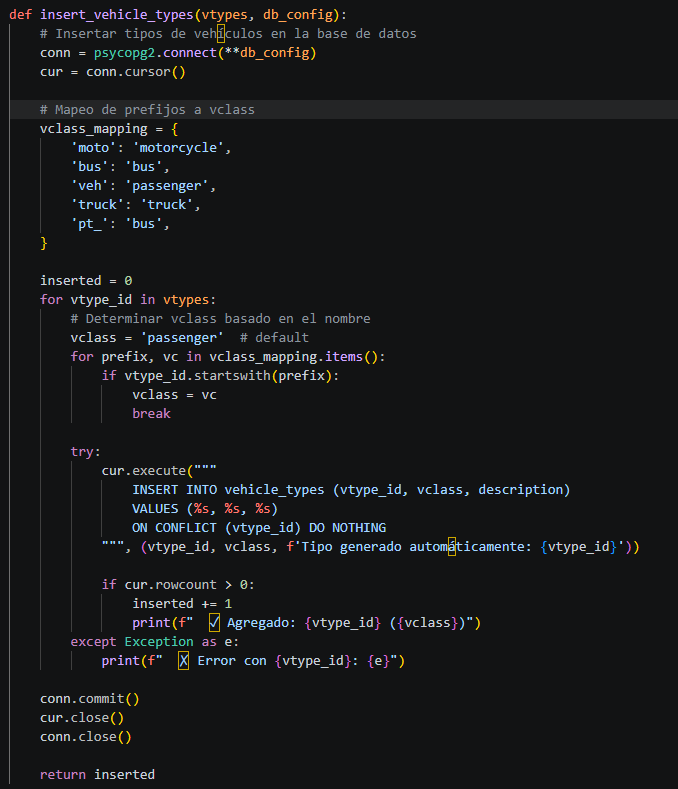 def insert_vehicle_types(vtypes, db_config):
    # Insertar tipos de vehículos en la base de datos
    conn = psycopg2.connect(**db_config)
    cur = conn.cursor()

    # Mapeo de prefijos a vclass
    vclass_mapping = {
        'moto': 'motorcycle',
        'bus': 'bus',
        'veh': 'passenger',
        'truck': 'truck',
        'pt_': 'bus',
    }

    inserted = 0
    for vtype_id in vtypes:
        # Determinar vclass basado en el nombre
        vclass = 'passenger'  # default
        for prefix, vc in vclass_mapping.items():
            if vtype_id.startswith(prefix):
                vclass = vc
                break

        try:
            cur.execute("""
                INSERT INTO vehicle_types (vtype_id, vclass, description)
                VALUES (%s, %s, %s)
                ON CONFLICT (vtype_id) DO NOTHING
            """, (vtype_id, vclass, f'Tipo generado automáticamente: {vtype_id}'))

            if cur.rowcount > 0:
                inserted += 1
                print(f"  ✓ Agregado: {vtype_id} ({vclass})")
        except Exception as e:
            print(f"  ✗ Error con {vtype_id}: {e}")

    conn.commit()
    cur.close()
    conn.close()

    return inserted